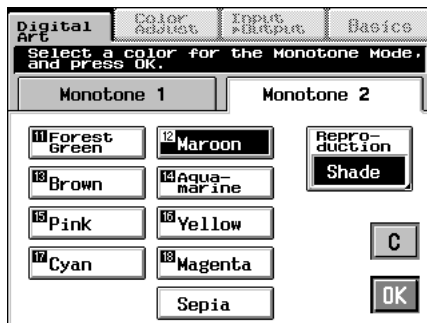 Digital Art
Color Adjust
Input Output
Basics
Select a color for the Monotone Mode,
and press OK.
Monotone 1
Monotone 2
11 Forest Green
12 Maroon
Repro-
duction
Shade
13 Brown
14 Aqua-
marine
15 Pink
16 Yellow
C
17 Cyan
18 Magenta
Sepia
OK